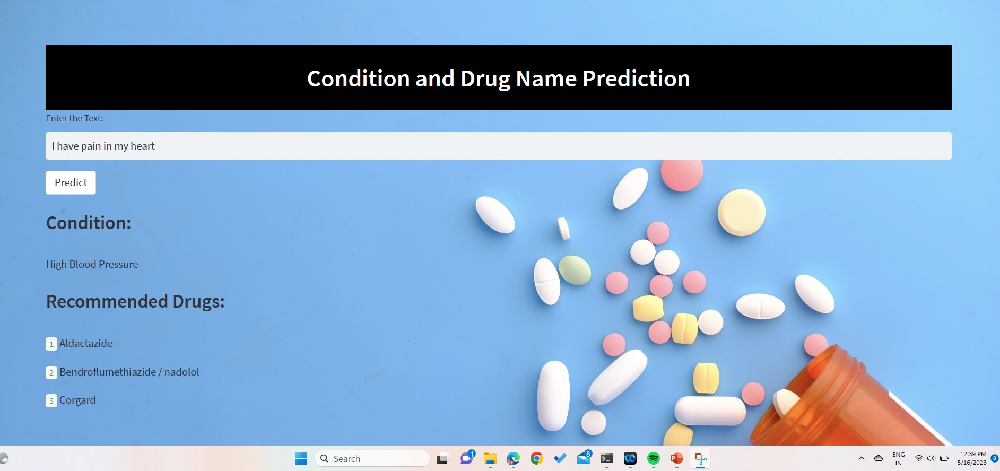 Condition and Drug Name Prediction
Enter the Text:
I have pain in my heart
Predict
Condition:
High Blood Pressure
Recommended Drugs:
1 Aldactazide
2 Bendroflumethiazide / nadolol
3 Corgard
Search
1
8
P
ENG
IN
12:39 PM
5/16/2023
8